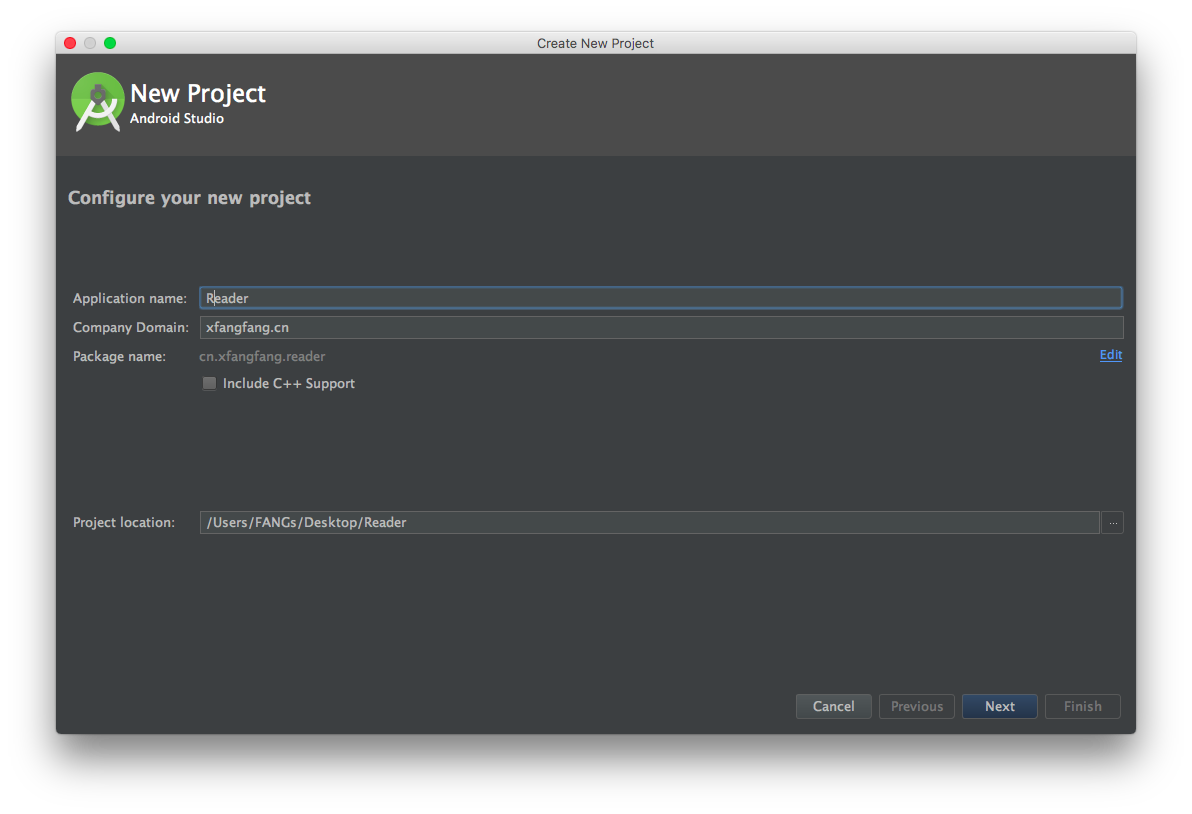 Create New Project
New Project
Android Studio
Configure your new project
Application name: Reader
Company Domain: xfangfang.cn
Package name: cn.xfangfang.reader Edit
Include C++ Support
Project location: /Users/FANGs/Desktop/Reader ...
Cancel Previous Next Finish